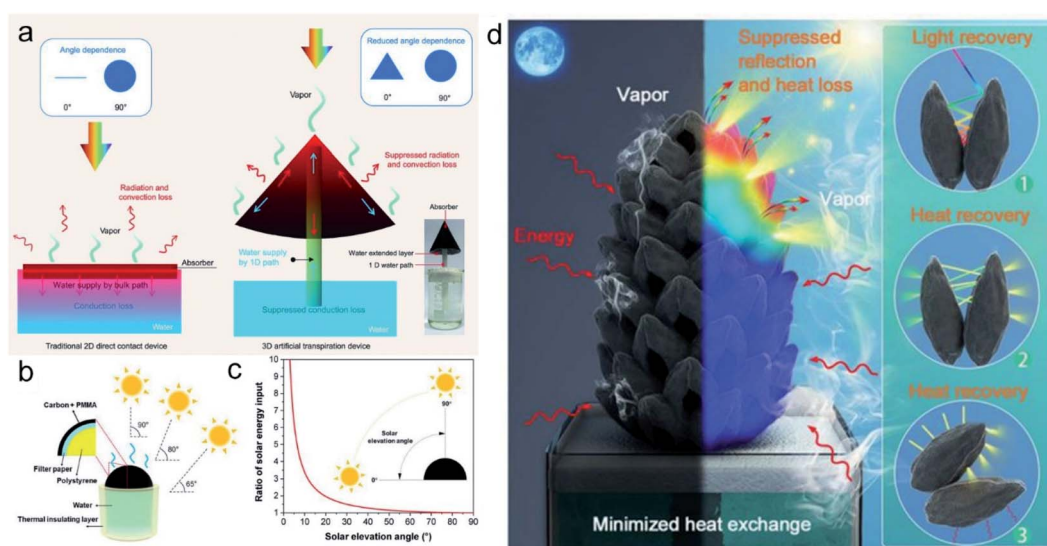 a
Angle dependence
0°
90°
Reduced angle dependence
0°
90°
Vapor
Radiation and
convection loss
Vapor
Absorber
Water supply by bulk path
Conduction loss
Water
Traditional 2D direct contact device
Suppressed radiation
and convection loss
Water supply
by 1D path
Absorber
Water extended layer
1 D water path
Suppressed conduction loss
Water
3D artificial transpiration device
b
Carbon + PMMA
Filter paper
Polystyrene
90°
80°
65°
Water
Thermal insulating layer
c
Ratio of solar energy input
10
9
8
7
6
5
4
3
2
1
0
10
20
30
40
50
60
70
80
90
Solar elevation angle (°)
90°
Solar
elevation angle
0°
d
Suppressed
reflection
and heat loss
Vapor
Vapor
Energy
Minimized heat exchange
Light recovery
1
Heat recovery
2
Heat recovery
3